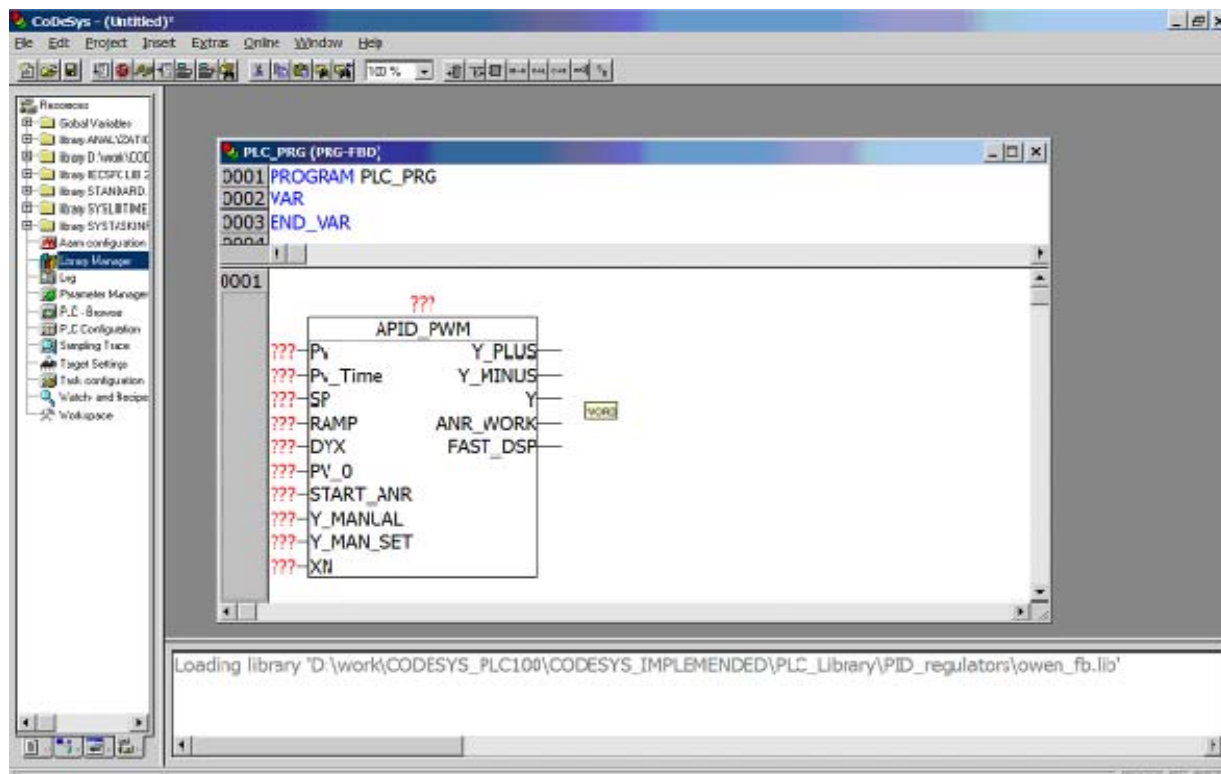 CoDeSys - (Untitled)*
File Edit Project Insert Extras Online Window Help
100 %
Resources
Global Variables
library ANALYZATIO
library D:\work\COD
library IECSFC.LIB 2
library STANDARD.
library SYSLIBTIME
library SYSTASKINF
Alarm configuration
Library Manager
Log
Parameter Manager
PLC - Browser
PLC Configuration
Sampling Trace
Target Settings
Task configuration
Watch- and Recipe
Workspace
PLC_PRG (PRG-FBD)
0001 PROGRAM PLC_PRG
0002 VAR
0003 END_VAR
0004
0001
???
APID_PWM
??? PV Y_PLUS
??? PV_Time Y_MINUS
??? SP Y
WORD
??? RAMP ANR_WORK
??? DYX FAST_DSP
??? PV_0
??? START_ANR
??? Y_MANUAL
??? Y_MAN_SET
??? XN
Loading library 'D:\work\CODESYS_PLC100\CODESYS_IMPLEMENDED\PLC_Library\PID_regulators\owen_fb.lib'